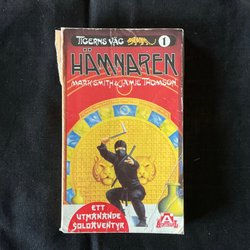 TIGERNS VÄG 1
HÄMNAREN
MARK SMITH & JAMIE THOMSON
ETT
UTMANANDE
SOLOÄVENTYR